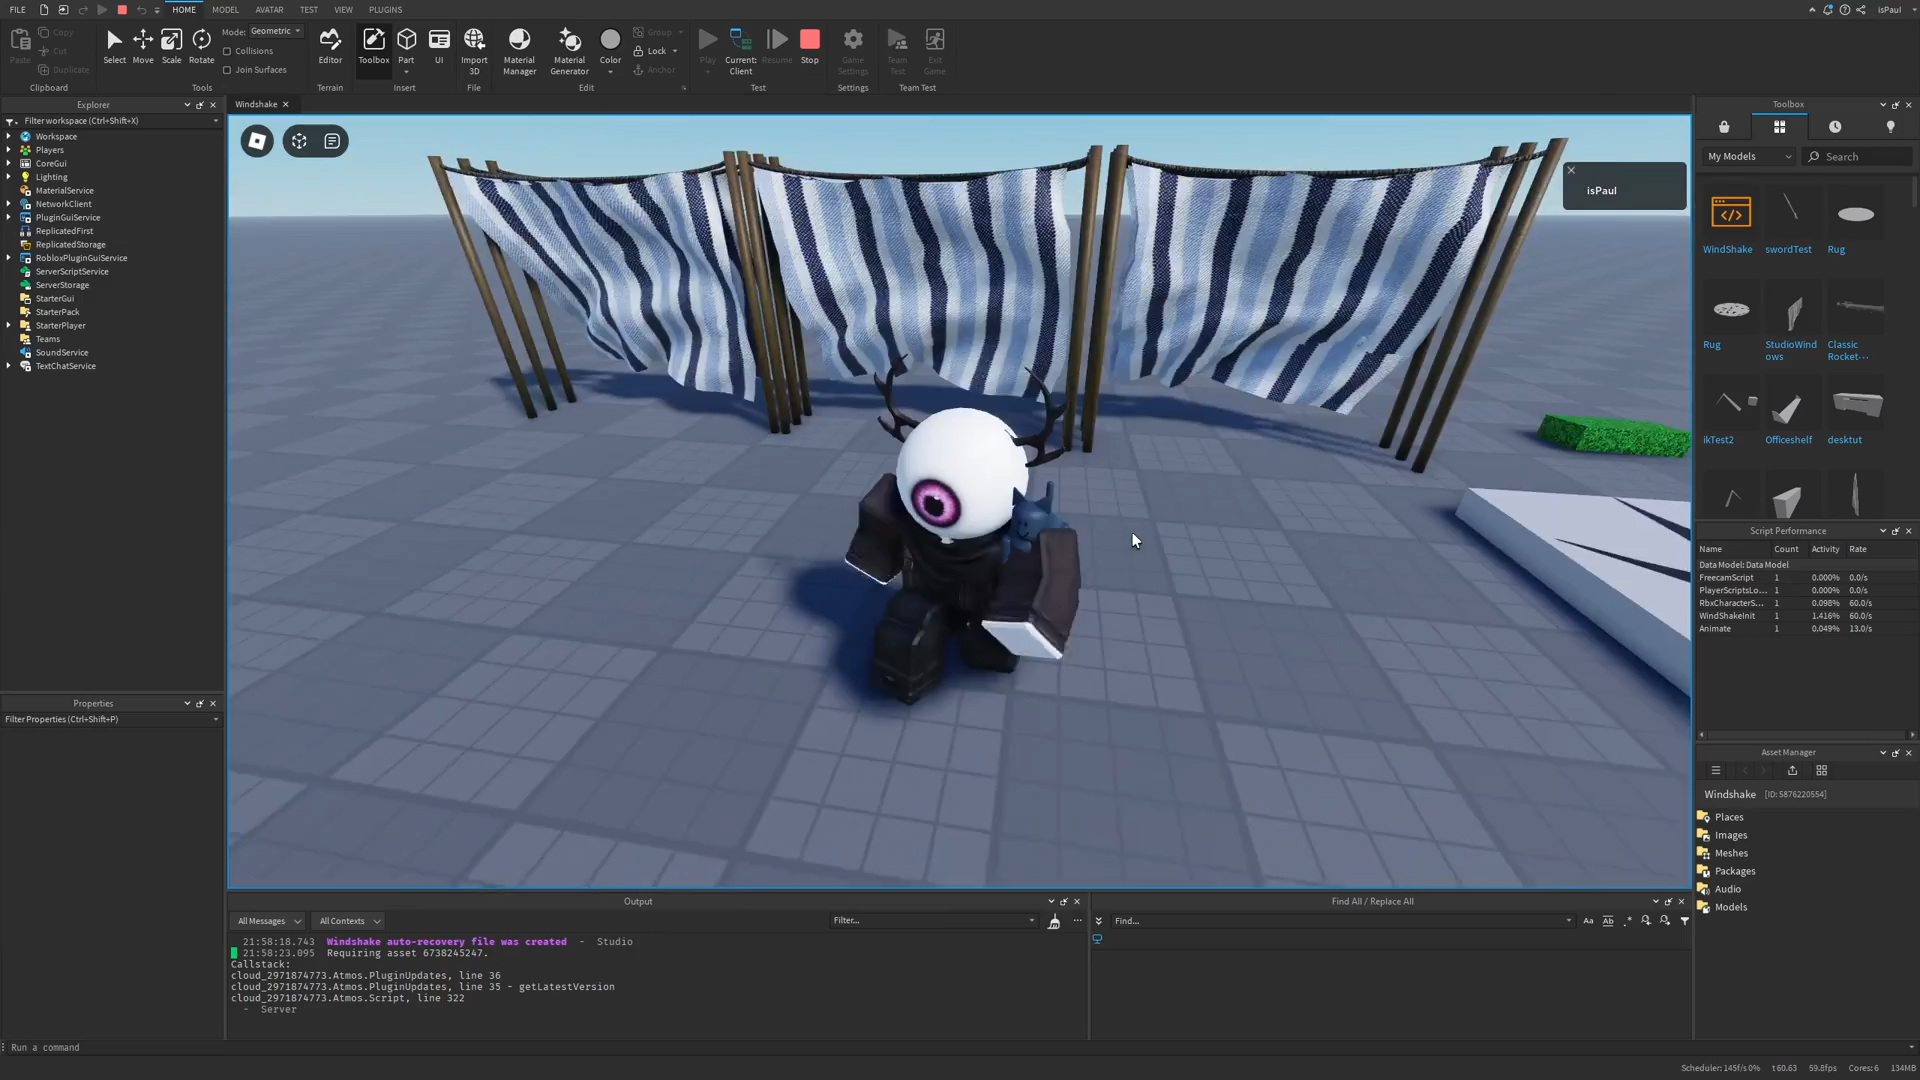 FILE
HOME
MODEL
AVATAR
TEST
VIEW
PLUGINS
isPaul
Paste
Copy
Cut
Duplicate
Clipboard
Select
Move
Scale
Rotate
Mode: Geometric
Collisions
Join Surfaces
Tools
Editor
Terrain
Toolbox
Part
UI
Insert
Import
3D
File
Material
Manager
Material
Generator
Color
Group
Lock
Anchor
Edit
Play
Current:
Client
Resume
Stop
Test
Game
Settings
Settings
Team
Test
Exit
Game
Team Test
Explorer
Filter workspace (Ctrl+Shift+X)
Workspace
Players
CoreGui
Lighting
MaterialService
NetworkClient
PluginGuiService
ReplicatedFirst
ReplicatedStorage
RobloxPluginGuiService
ServerScriptService
ServerStorage
StarterGui
StarterPack
StarterPlayer
Teams
SoundService
TextChatService
Properties
Filter Properties (Ctrl+Shift+P)
Windshake
isPaul
Toolbox
My Models
Search
WindShake
swordTest
Rug
Rug
StudioWind
ows
Classic
Rocket...
ikTest2
Officeshelf
desktut
Script Performance
Name Count Activity Rate
Data Model: Data Model
FreecamScript 1 0.000% 0.0/s
PlayerScriptsLo... 1 0.000% 0.0/s
RbxCharacterS... 1 0.098% 60.0/s
WindShakeInit 1 1.416% 60.0/s
Animate 1 0.049% 13.0/s
Asset Manager
Windshake [ID: 5876220554]
Places
Images
Meshes
Packages
Audio
Models
Output
All Messages
All Contexts
Filter...
21:58:18.743 Windshake auto-recovery file was created - Studio
21:58:23.095 Requiring asset 6738245247.
Callstack:
cloud_2971874773.Atmos.PluginUpdates, line 36
cloud_2971874773.Atmos.PluginUpdates, line 35 - getLatestVersion
cloud_2971874773.Atmos.Script, line 322
- Server
Find All / Replace All
Find...
Aa
Ab
.*
Run a command
Scheduler: 145f/s 0%
t 60.63
59.8fps
Cores: 6
134MB